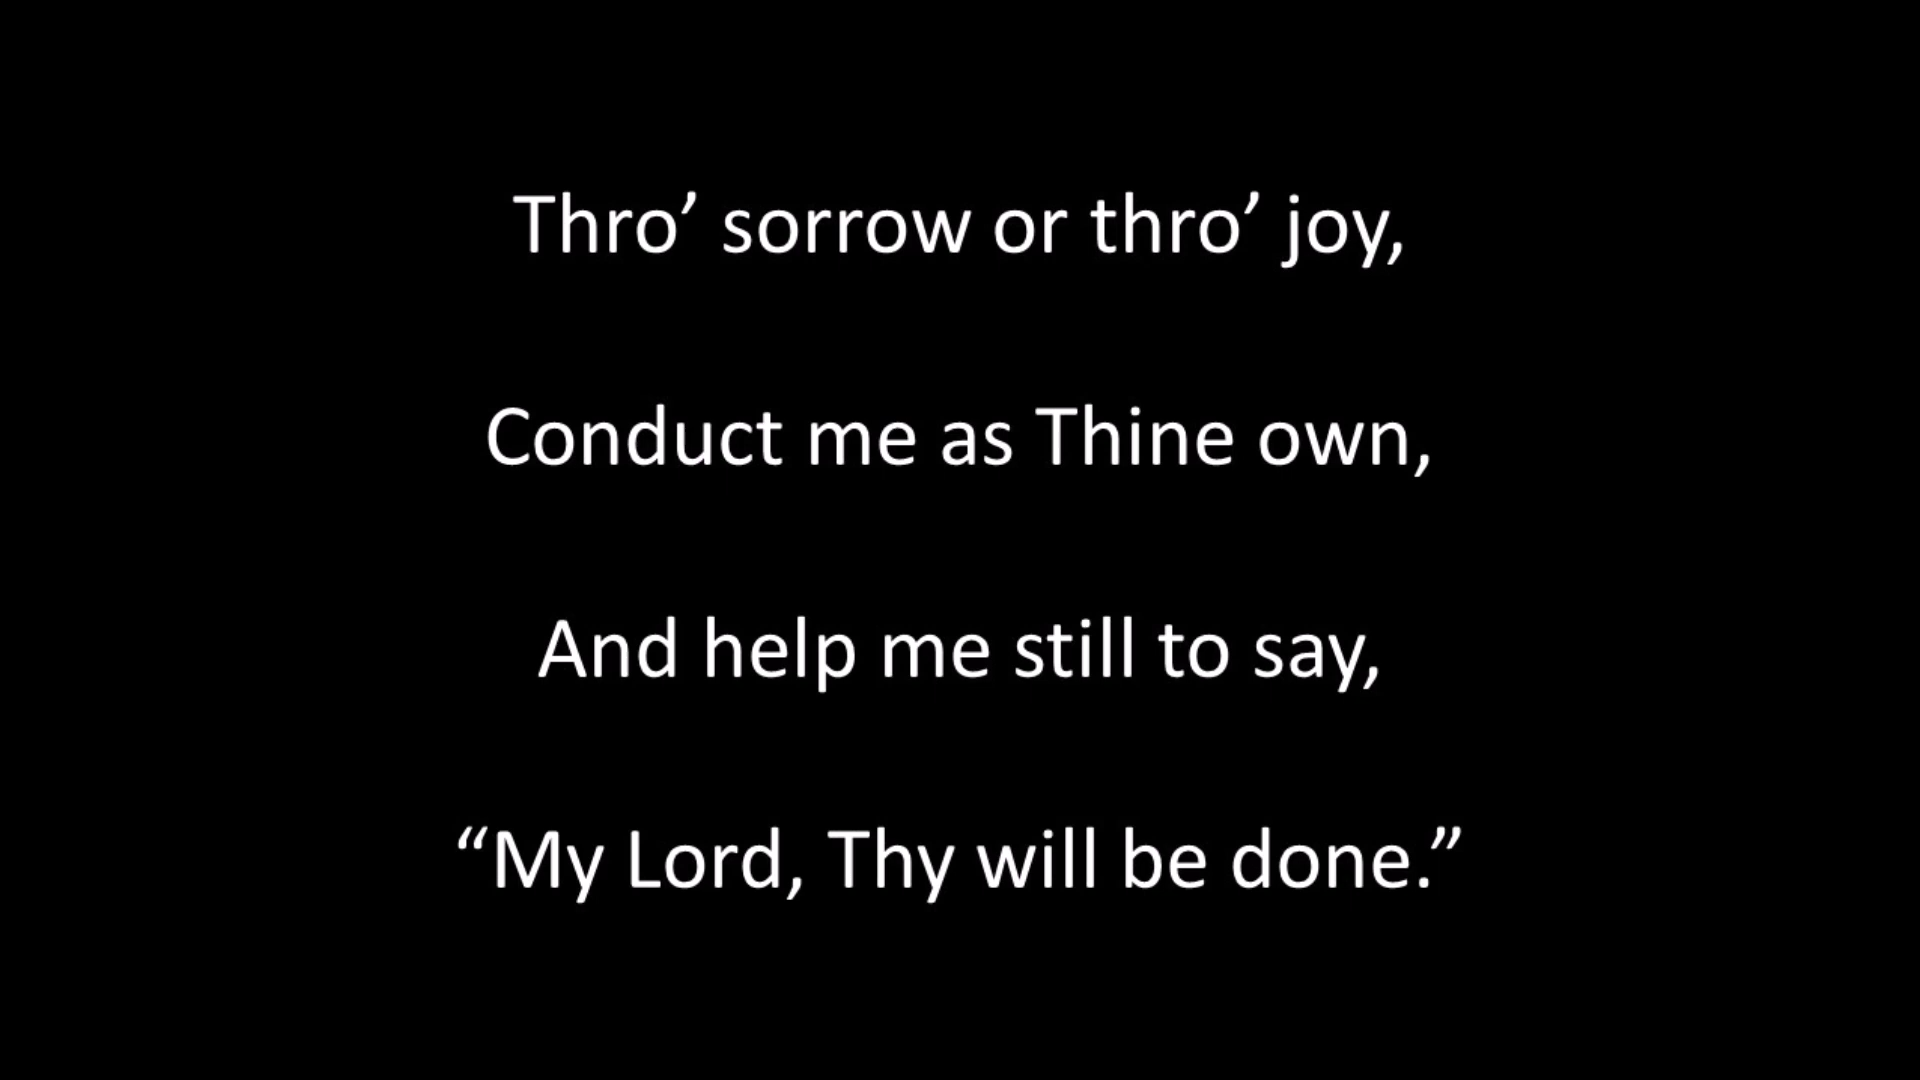 Thro’ sorrow or thro’ joy,
Conduct me as Thine own,
And help me still to say,
“My Lord, Thy will be done.”